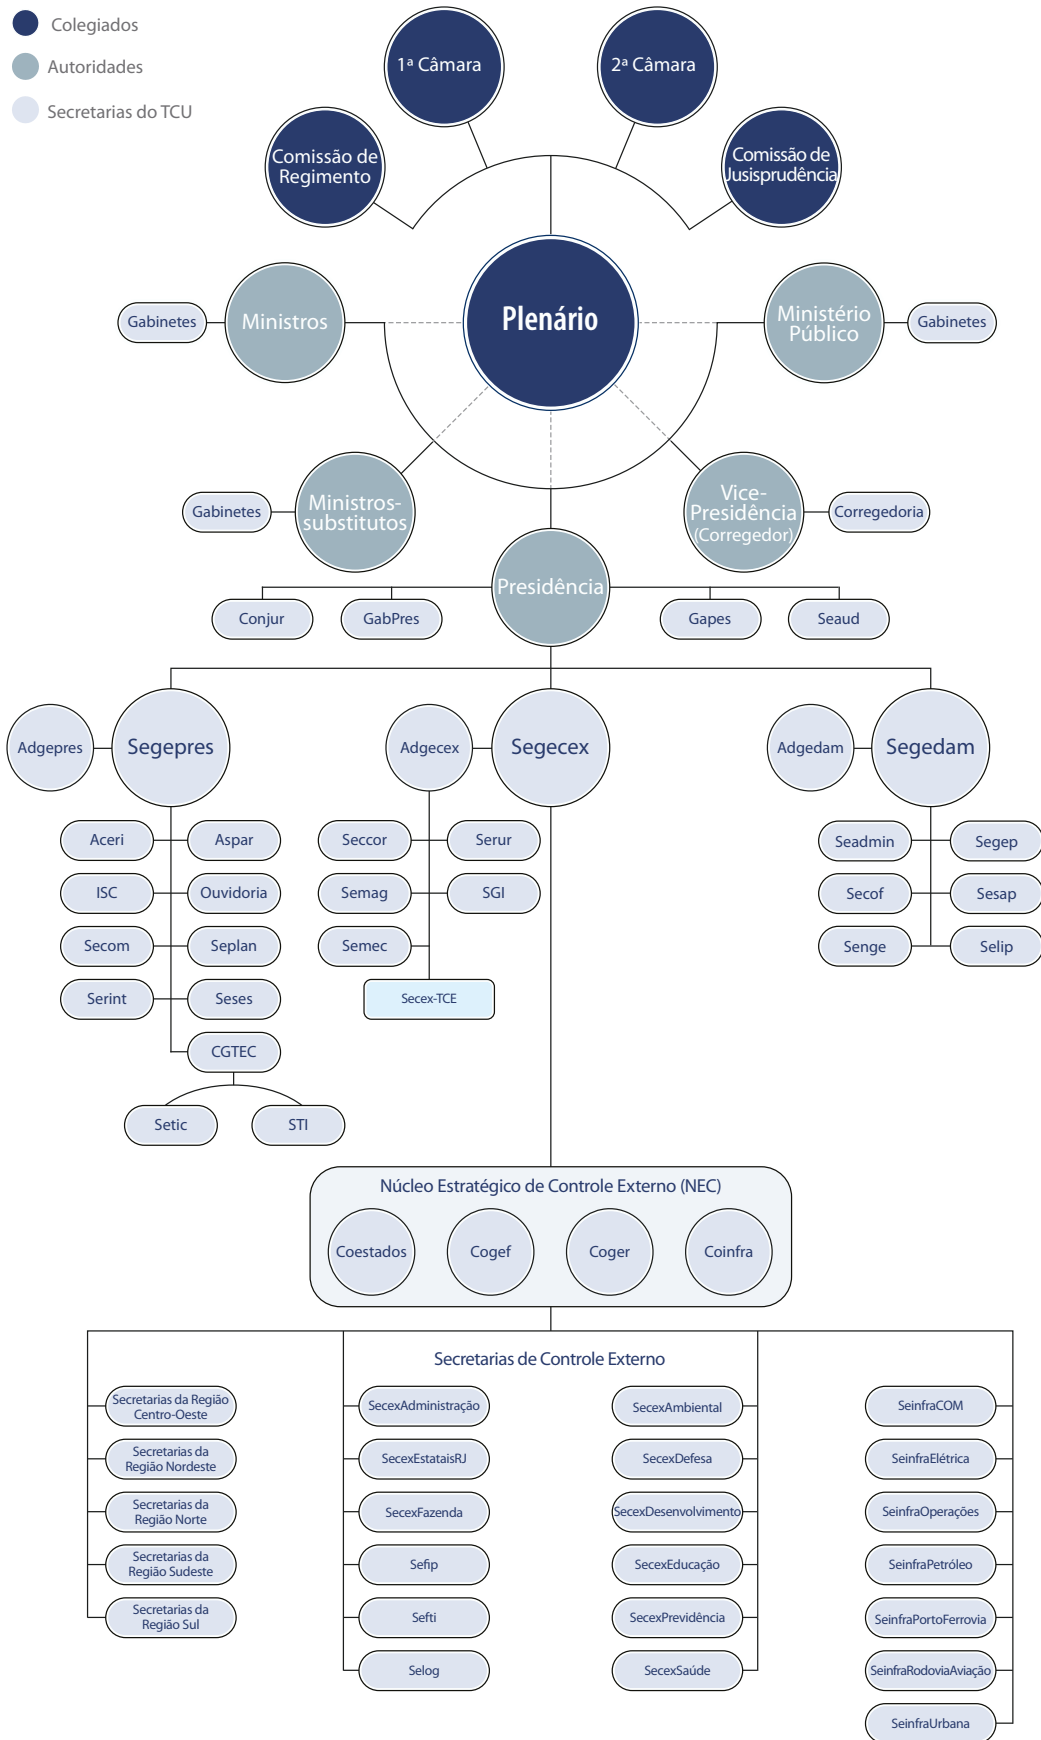 Colegiados
Autoridades
Secretarias do TCU
1ª Câmara
2ª Câmara
Comissão de
Regimento
Comissão de
Jusisprudência
Plenário
Gabinetes
Ministros
Ministério
Público
Gabinetes
Gabinetes
Ministros-
substitutos
Vice-
Presidência
(Corregedor)
Corregedoria
Presidência
Conjur
GabPres
Gapes
Seaud
Adgepres
Segepres
Adgecex
Segecex
Adgedam
Segedam
Aceri
Aspar
ISC
Ouvidoria
Secom
Seplan
Serint
Seses
CGTEC
Setic
STI
Seccor
Serur
Semag
SGI
Semec
Secex-TCE
Seadmin
Segep
Secof
Sesap
Senge
Selip
Núcleo Estratégico de Controle Externo (NEC)
Coestados
Cogef
Coger
Coinfra
Secretarias de Controle Externo
Secretarias da Região
Centro-Oeste
Secretarias da
Região Nordeste
Secretarias da
Região Norte
Secretarias da
Região Sudeste
Secretarias da
Região Sul
SecexAdministração
SecexEstataisRJ
SecexFazenda
Sefip
Sefti
Selog
SecexAmbiental
SecexDefesa
SecexDesenvolvimento
SecexEducação
SecexPrevidência
SecexSaúde
SeinfraCOM
SeinfraElétrica
SeinfraOperações
SeinfraPetróleo
SeinfraPortoFerrovia
SeinfraRodoviaAviação
SeinfraUrbana